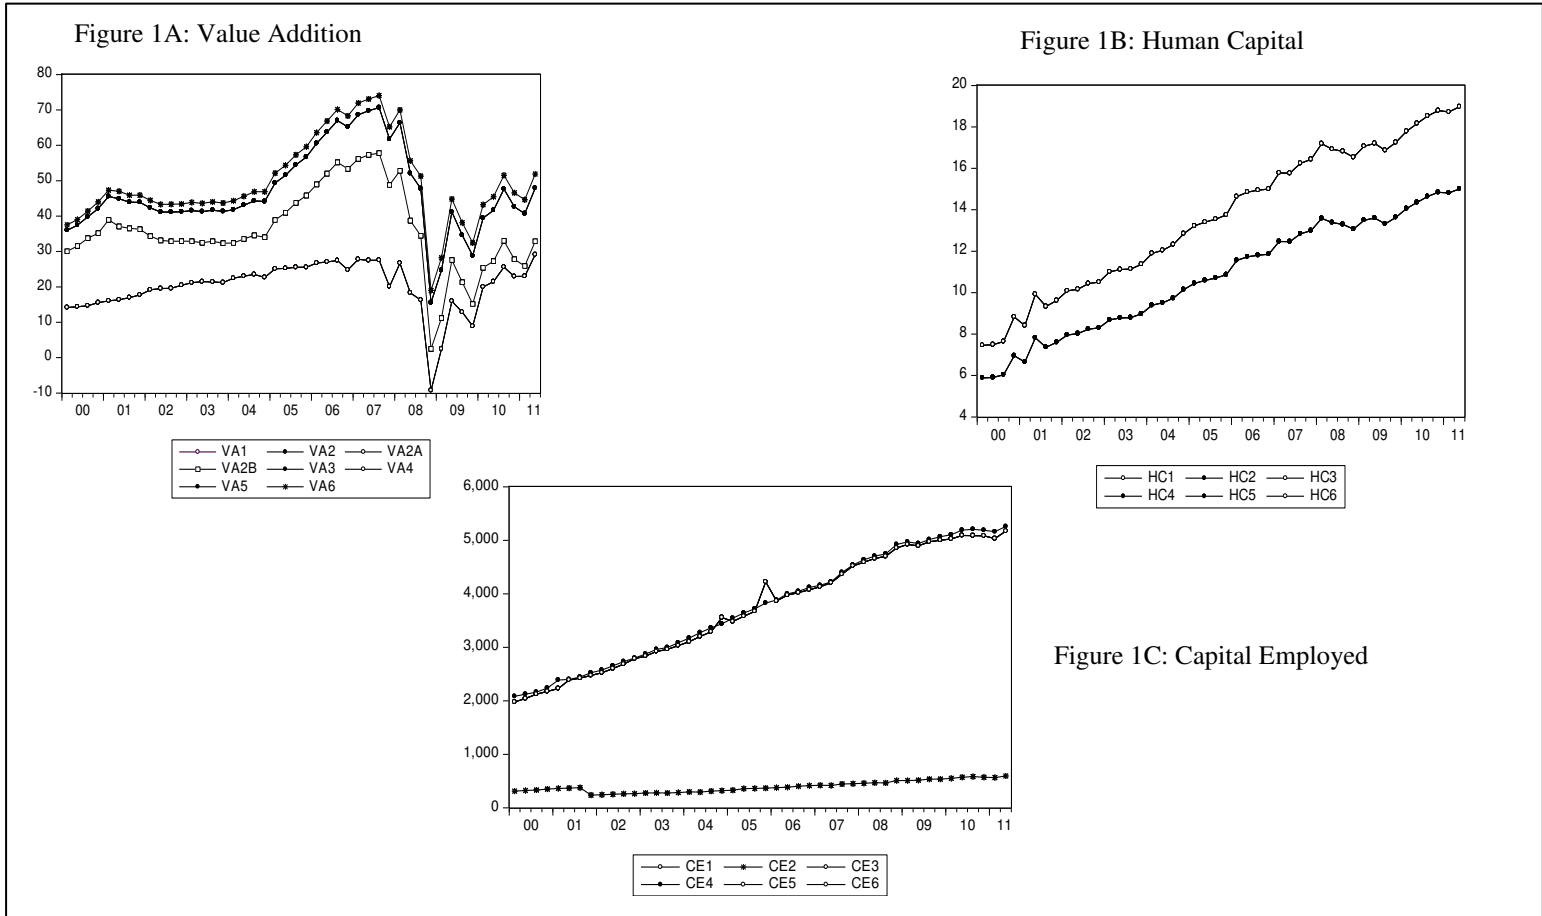 Figure 1A: Value Addition
80
70
60
50
40
30
20
10
0
-10
00 01 02 03 04 05 06 07 08 09 10 11
VA1 VA2 VA2A
VA2B VA3 VA4
VA5 VA6
Figure 1B: Human Capital
20
18
16
14
12
10
8
6
4
00 01 02 03 04 05 06 07 08 09 10 11
HC1 HC2 HC3
HC4 HC5 HC6
6,000
5,000
4,000
3,000
2,000
1,000
0
00 01 02 03 04 05 06 07 08 09 10 11
CE1 CE2 CE3
CE4 CE5 CE6
Figure 1C: Capital Employed